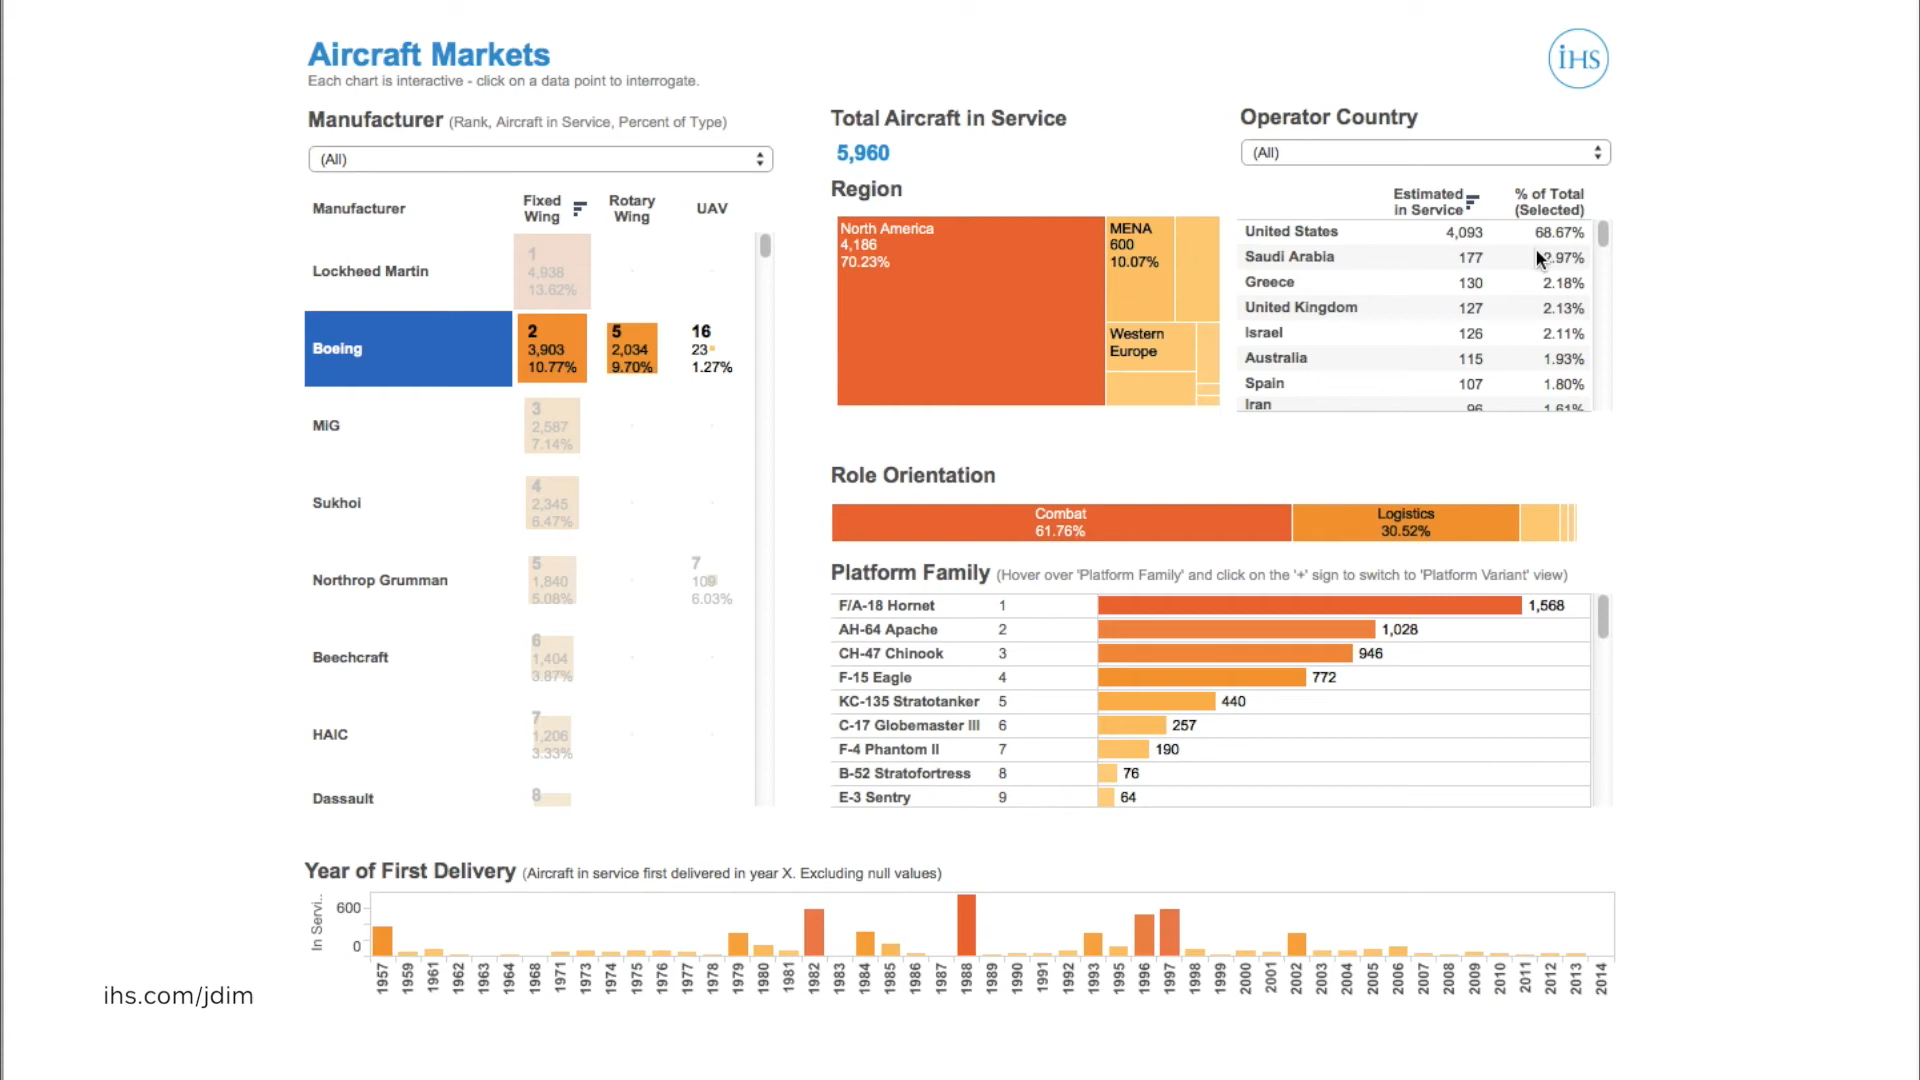 Aircraft Markets
Each chart is interactive - click on a data point to interrogate.
iHS
Manufacturer (Rank, Aircraft in Service, Percent of Type)
(All)
Manufacturer
Fixed Wing
Rotary Wing
UAV
Lockheed Martin
1
4,938
13.62%
Boeing
2
3,903
10.77%
5
2,034
9.70%
16
23
1.27%
MiG
3
2,587
7.14%
Sukhoi
4
2,345
6.47%
Northrop Grumman
5
1,840
5.08%
7
109
6.03%
Beechcraft
6
1,404
3.87%
HAIC
7
1,206
3.33%
Dassault
8
Total Aircraft in Service
5,960
Region
North America
4,186
70.23%
MENA
600
10.07%
Western
Europe
Operator Country
(All)
Estimated in Service
% of Total (Selected)
United States 4,093 68.67%
Saudi Arabia 177 2.97%
Greece 130 2.18%
United Kingdom 127 2.13%
Israel 126 2.11%
Australia 115 1.93%
Spain 107 1.80%
Iran 96 1.61%
Role Orientation
Combat
61.76%
Logistics
30.52%
Platform Family (Hover over 'Platform Family' and click on the '+' sign to switch to 'Platform Variant' view)
F/A-18 Hornet 1 1,568
AH-64 Apache 2 1,028
CH-47 Chinook 3 946
F-15 Eagle 4 772
KC-135 Stratotanker 5 440
C-17 Globemaster III 6 257
F-4 Phantom II 7 190
B-52 Stratofortress 8 76
E-3 Sentry 9 64
Year of First Delivery (Aircraft in service first delivered in year X. Excluding null values)
In Servi..
600
0
1957 1959 1961 1962 1963 1964 1968 1971 1973 1974 1975 1976 1977 1978 1979 1980 1981 1982 1983 1984 1985 1986 1987 1988 1989 1990 1991 1992 1993 1995 1996 1997 1998 1999 2000 2001 2002 2003 2004 2005 2006 2007 2008 2009 2010 2011 2012 2013 2014
ihs.com/jdim